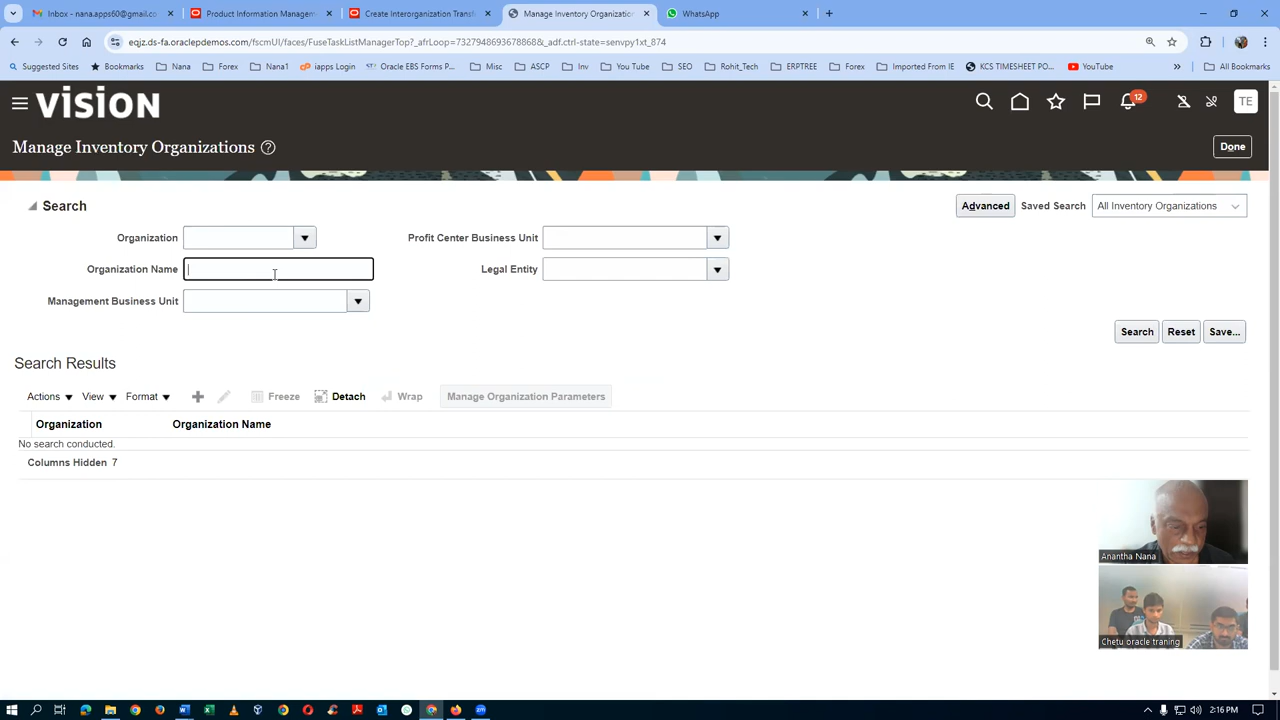 Inbox - nana.apps60@gmail.co
Product Information Managem
Create Interorganization Transf
Manage Inventory Organization
WhatsApp
eqjz.ds-fa.oraclepdemos.com/fscmUI/faces/FuseTaskListManagerTop?_afrLoop=7327948693678868&_adf.ctrl-state=senvpy1xt_874
Suggested Sites
Bookmarks
Nana
Forex
Nana1
iapps Login
Oracle EBS Forms P...
Misc
ASCP
Inv
You Tube
SEO
Rohit_Tech
ERPTREE
Forex
Imported From IE
KCS TIMESHEET PO...
YouTube
All Bookmarks
VISION
12
TE
Manage Inventory Organizations
Done
Search
Advanced
Saved Search
All Inventory Organizations
Organization
Profit Center Business Unit
Organization Name
Legal Entity
Management Business Unit
Search
Reset
Save...
Search Results
Actions
View
Format
Freeze
Detach
Wrap
Manage Organization Parameters
Organization
Organization Name
No search conducted.
Columns Hidden 7
Anantha Nana
Chetu oracle traning
2:16 PM